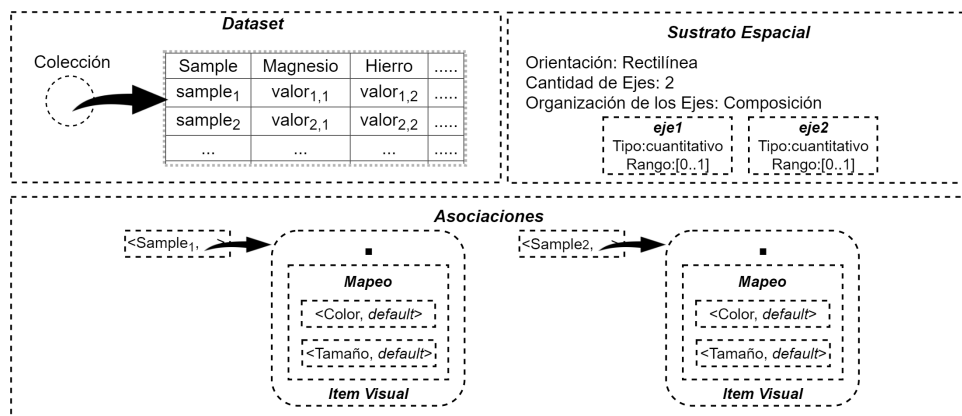 Dataset
Colección
Sample Magnesio Hierro .....
sample1 valor1,1 valor1,2 .....
sample2 valor2,1 valor2,2 .....
... ... ... .....
Sustrato Espacial
Orientación: Rectilínea
Cantidad de Ejes: 2
Organización de los Ejes: Composición
eje1
Tipo:cuantitativo
Rango:[0..1]
eje2
Tipo:cuantitativo
Rango:[0..1]
Asociaciones
<Sample1, >
Mapeo
<Color, default>
<Tamaño, default>
Item Visual
<Sample2, >
Mapeo
<Color, default>
<Tamaño, default>
Item Visual